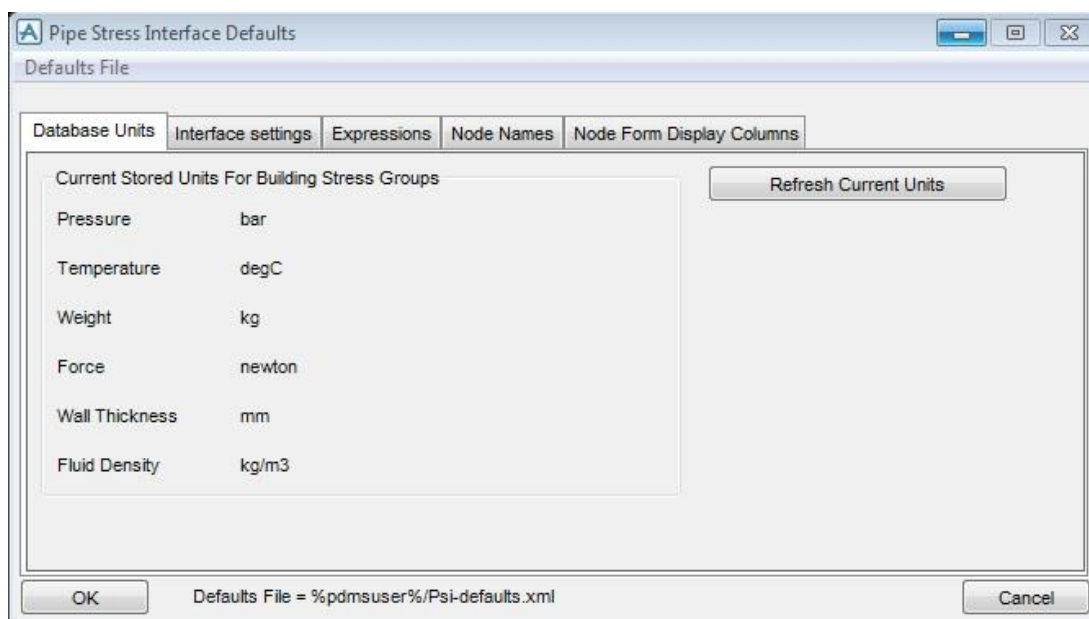 Pipe Stress Interface Defaults
Defaults File
Database Units Interface settings Expressions Node Names Node Form Display Columns
Current Stored Units For Building Stress Groups Refresh Current Units
Pressure bar
Temperature degC
Weight kg
Force newton
Wall Thickness mm
Fluid Density kg/m3
OK Defaults File = %pdmsuser%/Psi-defaults.xml Cancel